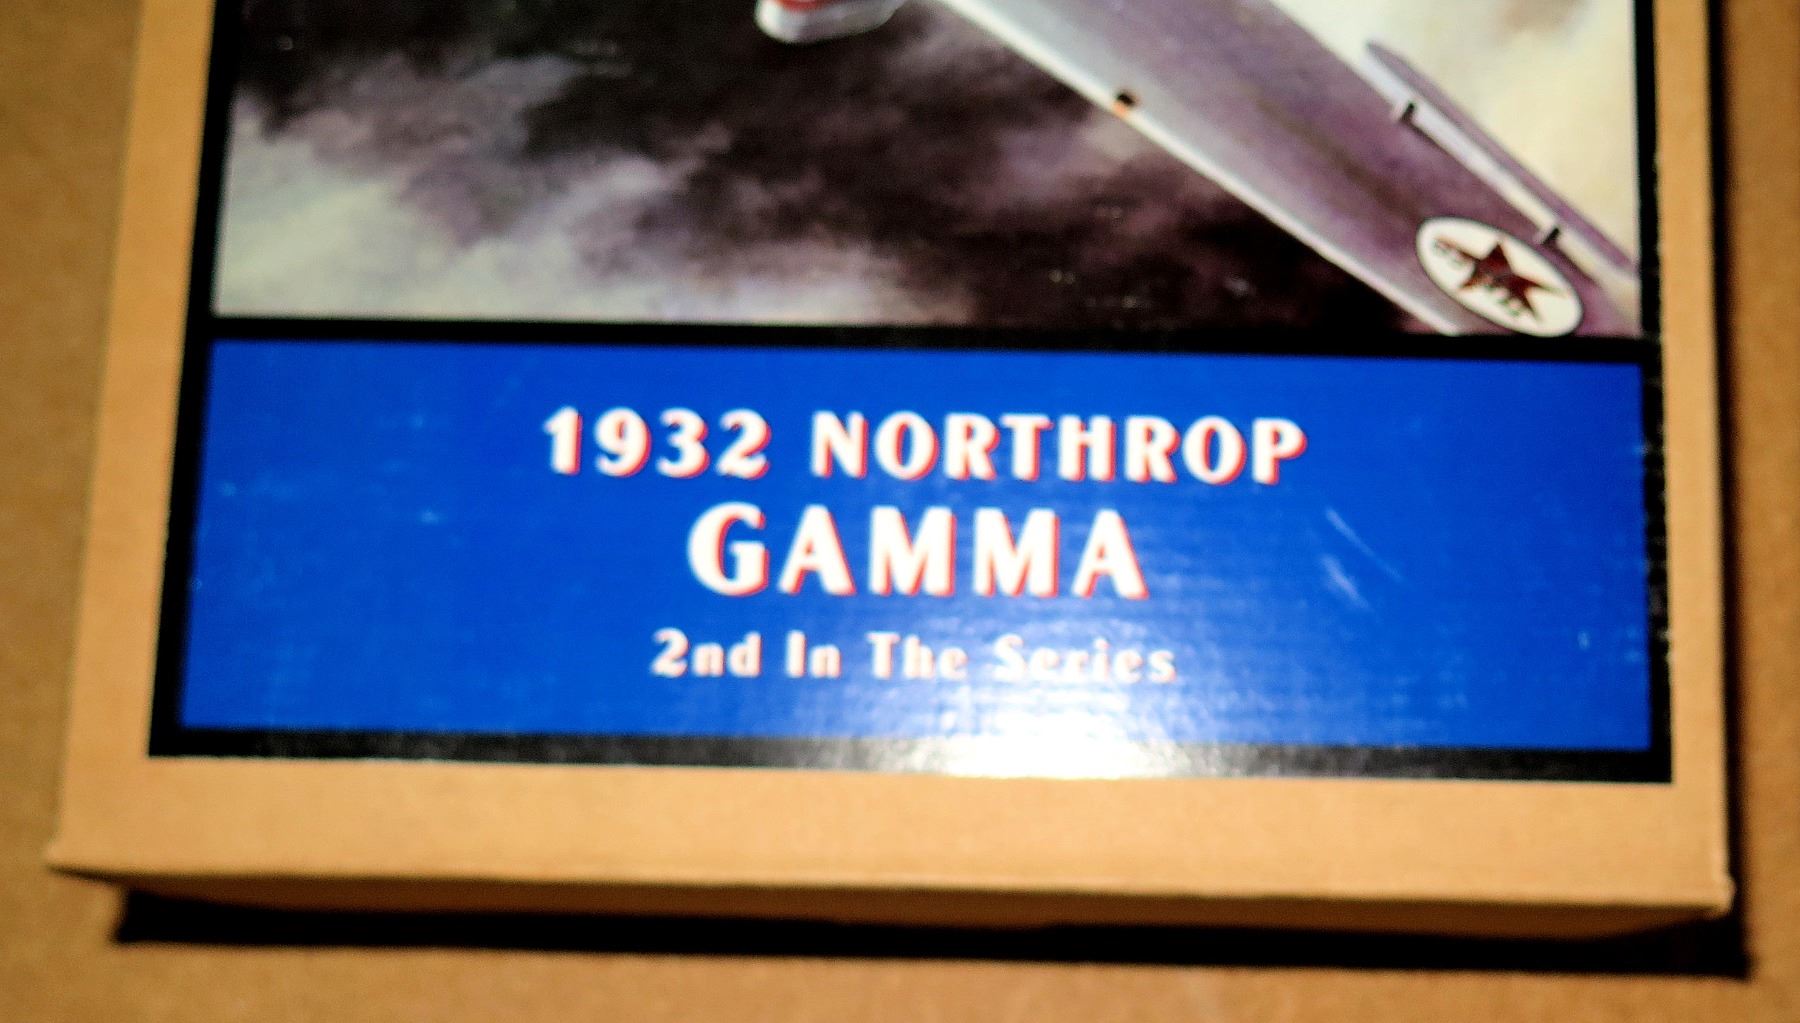 1932 NORTHROP
GAMMA
2nd In The Series